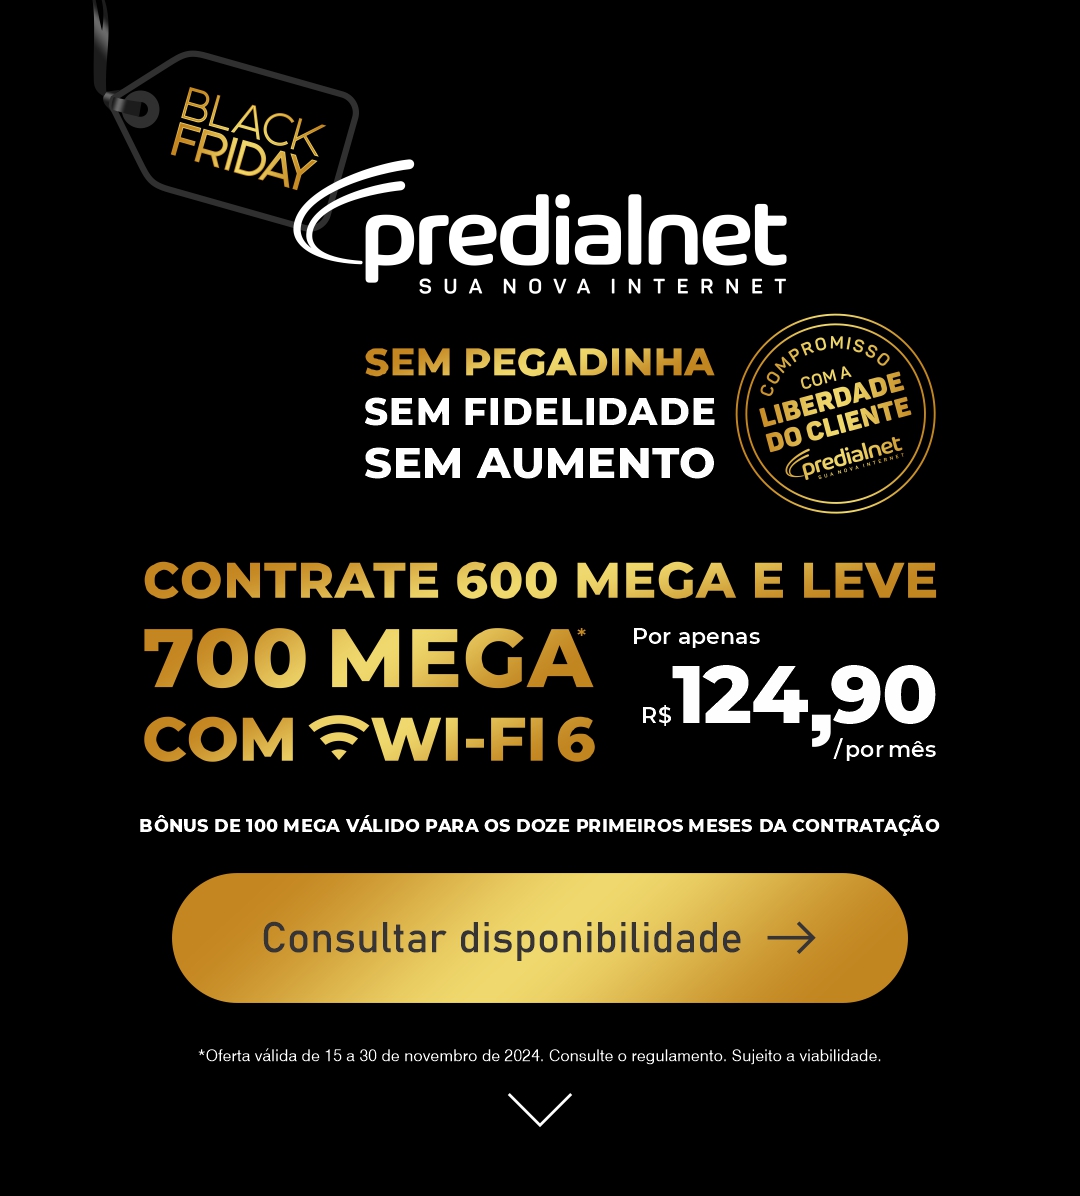 BLACK
FRIDAY
predialnet
SUA NOVA INTERNET
SEM PEGADINHA
SEM FIDELIDADE
SEM AUMENTO
COMPROMISSO
COM A
LIBERDADE
DO CLIENTE
predialnet
SUA NOVA INTERNET
CONTRATE 600 MEGA E LEVE
700 MEGA*
COM WI-FI 6
Por apenas
R$ 124,90
/por mês
BÔNUS DE 100 MEGA VÁLIDO PARA OS DOZE PRIMEIROS MESES DA CONTRATAÇÃO
Consultar disponibilidade →
*Oferta válida de 15 a 30 de novembro de 2024. Consulte o regulamento. Sujeito a viabilidade.